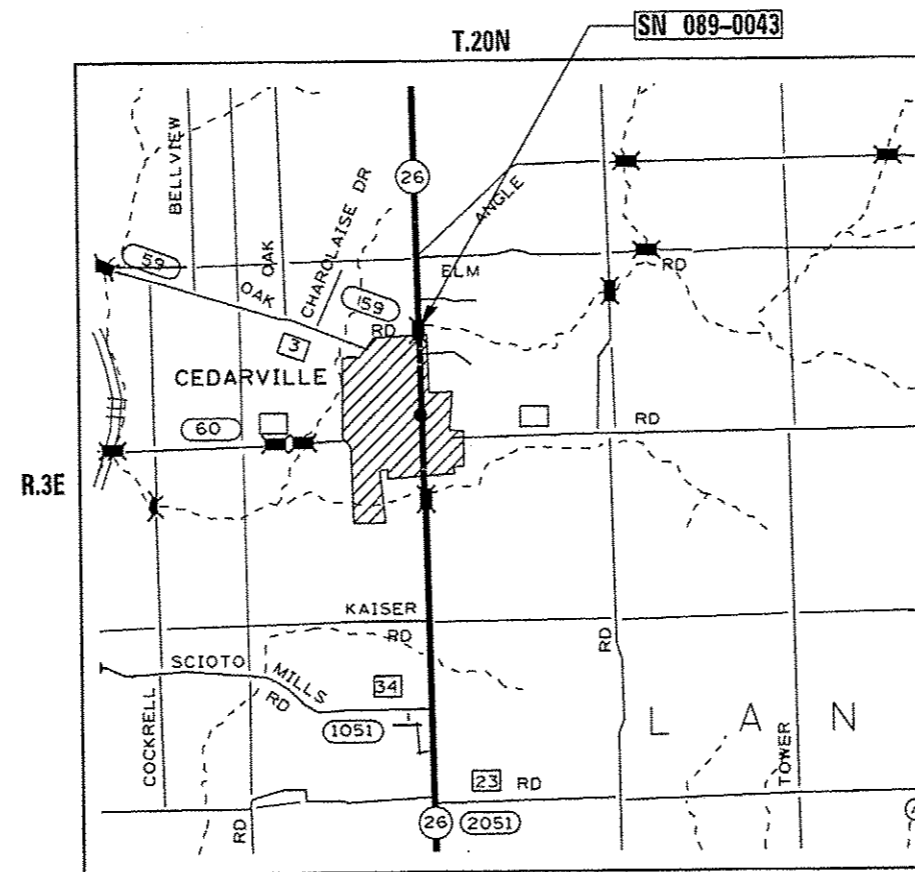 SN 089-0043
T.20N
BELLVIEW
OAK
CHAROLAISE DR
26
ANGLE
59
OAK
159
RD
ELM
RD
3
CEDARVILLE
60
RD
R.3E
KAISER
RD
RD
SCIOTO MILLS RD
34
1051
L A N
COCKRELL
TOWER
23 RD
RD
26 2051